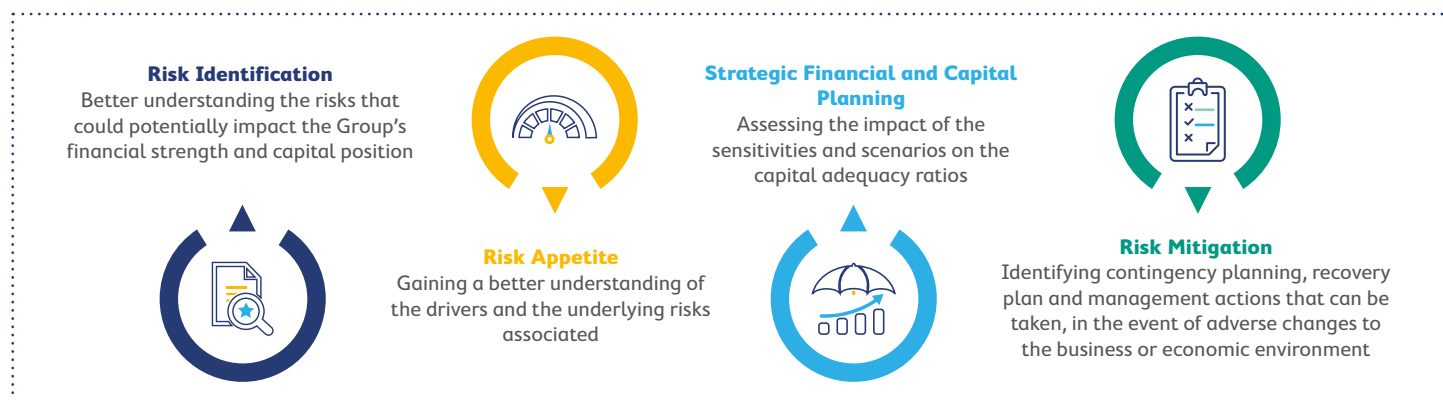 Risk Identification
Better understanding the risks that
could potentially impact the Group's
financial strength and capital position
Risk Appetite
Gaining a better understanding of
the drivers and the underlying risks
associated
Strategic Financial and Capital
Planning
Assessing the impact of the
sensitivities and scenarios on the
capital adequacy ratios
Risk Mitigation
Identifying contingency planning, recovery
plan and management actions that can be
taken, in the event of adverse changes to
the business or economic environment